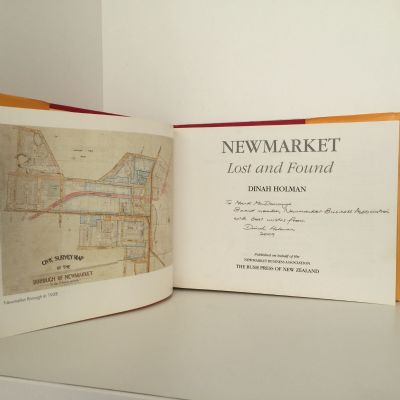 CIVIC SURVEY MAP
OF THE
BOROUGH OF NEWMARKET
Newmarket Borough in
NEWMARKET
Lost and Found
DINAH HOLMAN
To Mark McDonough
Board member, Newmarket Business Association
with best wishes from
Dinah Holman
2009
Published on behalf of the
NEWMARKET BUSINESS ASSOCIATION
THE BUSH PRESS OF NEW ZEALAND